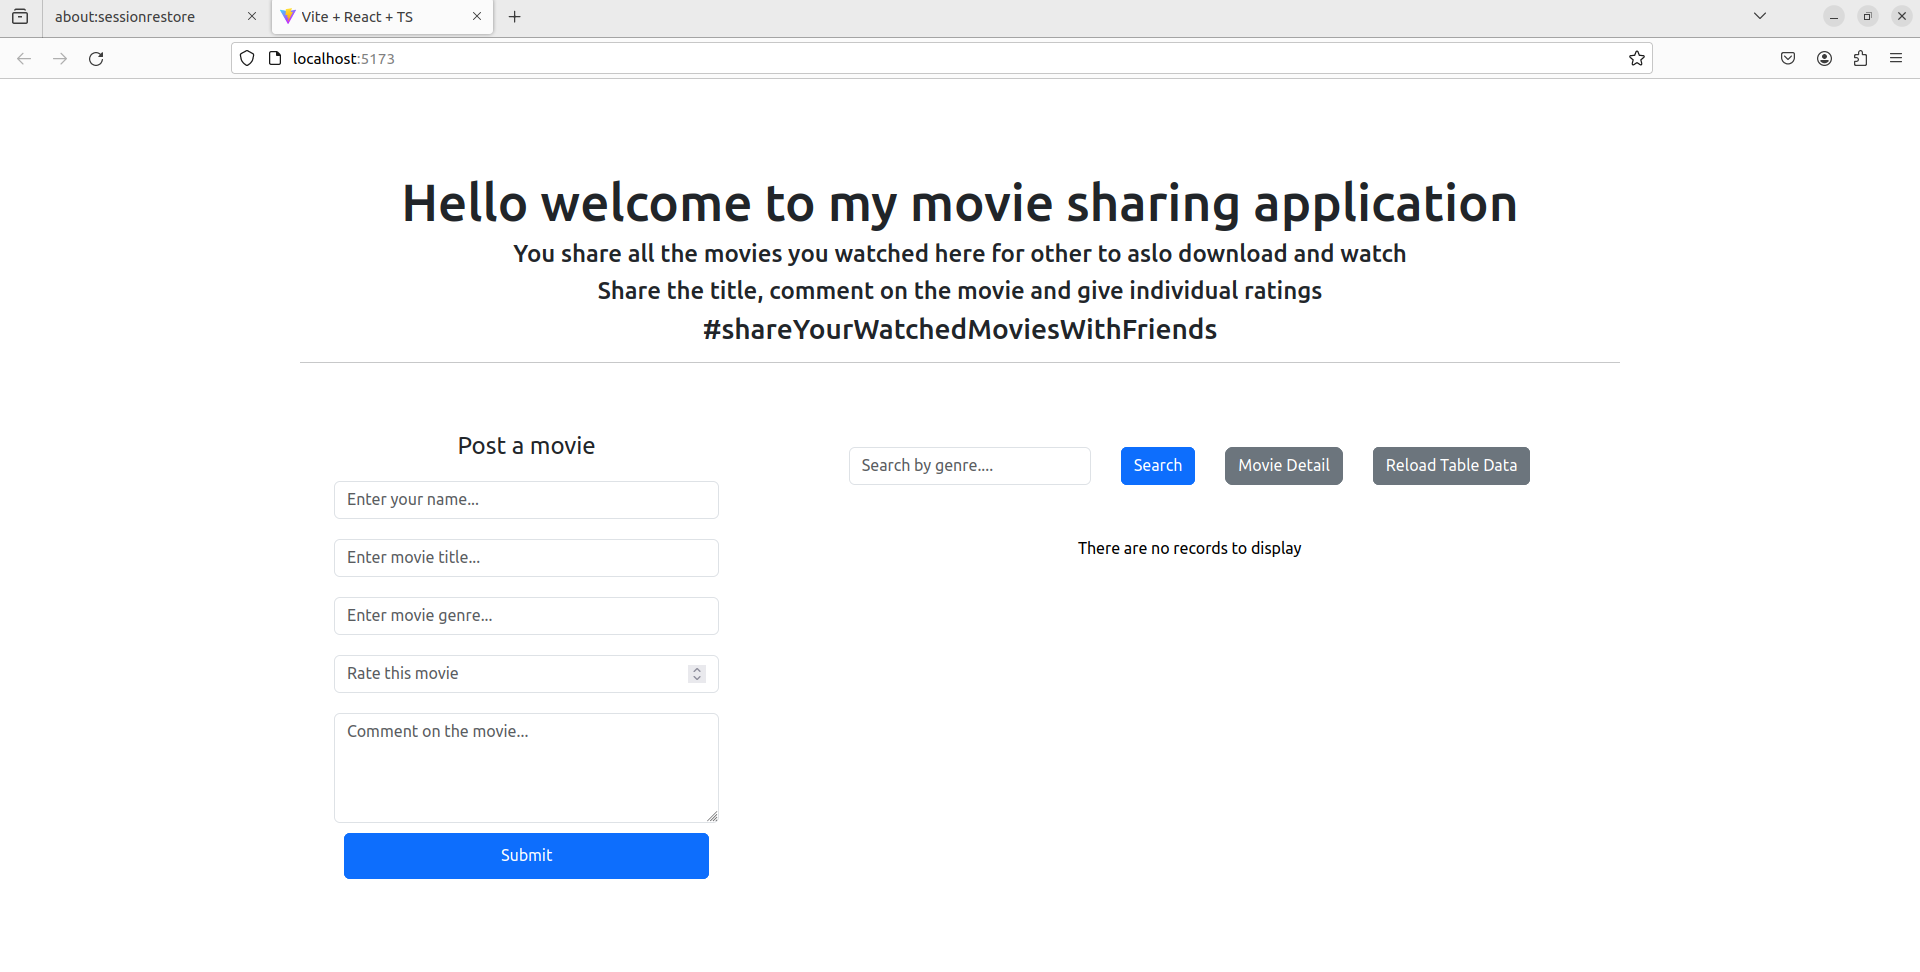 about:sessionrestore
Vite + React + TS
localhost:5173
Hello welcome to my movie sharing application
You share all the movies you watched here for other to aslo download and watch
Share the title, comment on the movie and give individual ratings
#shareYourWatchedMoviesWithFriends
Post a movie
Enter your name...
Enter movie title...
Enter movie genre...
Rate this movie
Comment on the movie...
Submit
Search by genre....
Search
Movie Detail
Reload Table Data
There are no records to display